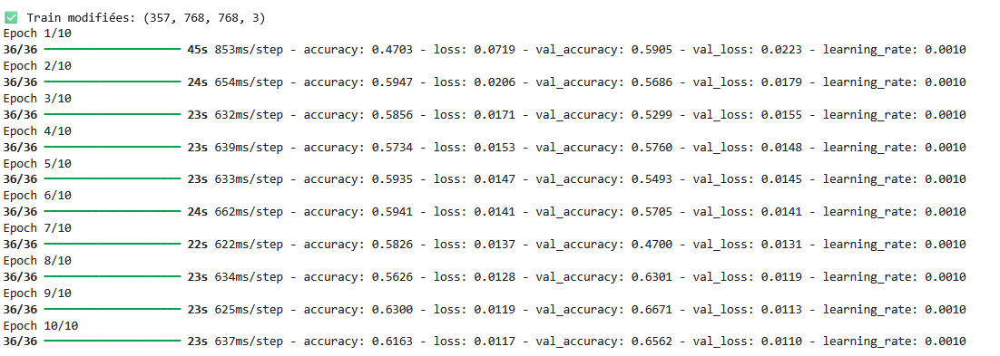 ✅ Train modifiées: (357, 768, 768, 3)
Epoch 1/10
36/36 ━━━━━━━━━━━━━━━━━━━━ 45s 853ms/step - accuracy: 0.4703 - loss: 0.0719 - val_accuracy: 0.5905 - val_loss: 0.0223 - learning_rate: 0.0010
Epoch 2/10
36/36 ━━━━━━━━━━━━━━━━━━━━ 24s 654ms/step - accuracy: 0.5947 - loss: 0.0206 - val_accuracy: 0.5686 - val_loss: 0.0179 - learning_rate: 0.0010
Epoch 3/10
36/36 ━━━━━━━━━━━━━━━━━━━━ 23s 632ms/step - accuracy: 0.5856 - loss: 0.0171 - val_accuracy: 0.5299 - val_loss: 0.0155 - learning_rate: 0.0010
Epoch 4/10
36/36 ━━━━━━━━━━━━━━━━━━━━ 23s 639ms/step - accuracy: 0.5734 - loss: 0.0153 - val_accuracy: 0.5760 - val_loss: 0.0148 - learning_rate: 0.0010
Epoch 5/10
36/36 ━━━━━━━━━━━━━━━━━━━━ 23s 633ms/step - accuracy: 0.5935 - loss: 0.0147 - val_accuracy: 0.5493 - val_loss: 0.0145 - learning_rate: 0.0010
Epoch 6/10
36/36 ━━━━━━━━━━━━━━━━━━━━ 24s 662ms/step - accuracy: 0.5941 - loss: 0.0141 - val_accuracy: 0.5705 - val_loss: 0.0141 - learning_rate: 0.0010
Epoch 7/10
36/36 ━━━━━━━━━━━━━━━━━━━━ 22s 622ms/step - accuracy: 0.5826 - loss: 0.0137 - val_accuracy: 0.4700 - val_loss: 0.0131 - learning_rate: 0.0010
Epoch 8/10
36/36 ━━━━━━━━━━━━━━━━━━━━ 23s 634ms/step - accuracy: 0.5626 - loss: 0.0128 - val_accuracy: 0.6301 - val_loss: 0.0119 - learning_rate: 0.0010
Epoch 9/10
36/36 ━━━━━━━━━━━━━━━━━━━━ 23s 625ms/step - accuracy: 0.6300 - loss: 0.0119 - val_accuracy: 0.6671 - val_loss: 0.0113 - learning_rate: 0.0010
Epoch 10/10
36/36 ━━━━━━━━━━━━━━━━━━━━ 23s 637ms/step - accuracy: 0.6163 - loss: 0.0117 - val_accuracy: 0.6562 - val_loss: 0.0110 - learning_rate: 0.0010